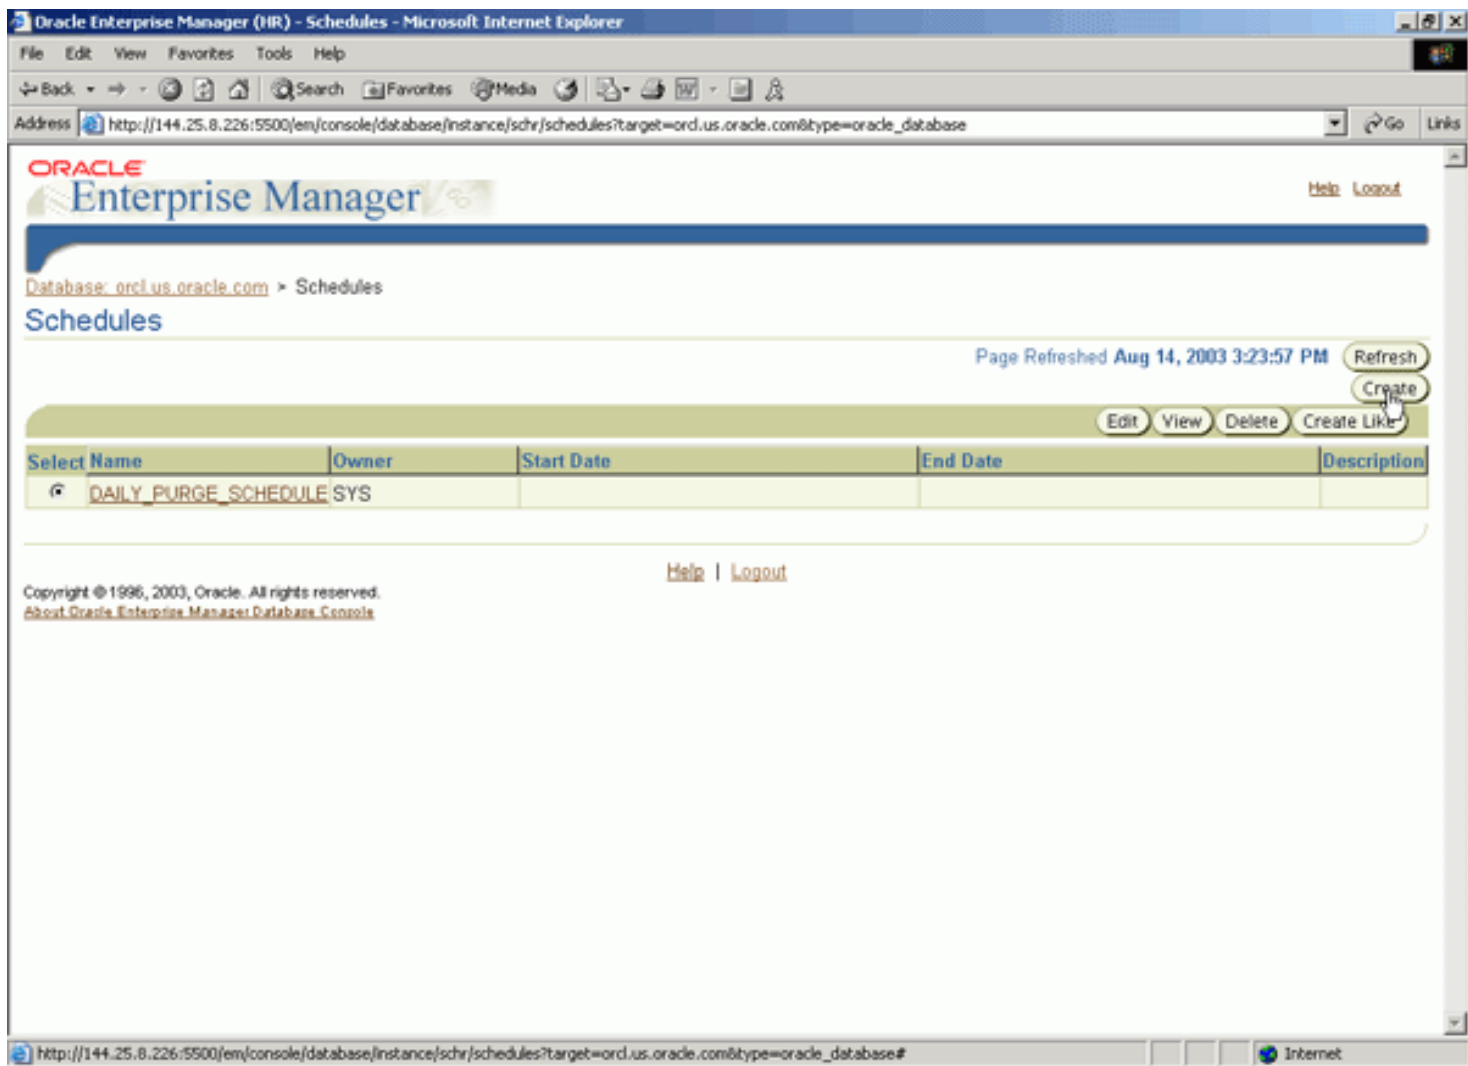 Oracle Enterprise Manager (HR) - Schedules - Microsoft Internet Explorer
File Edit View Favorites Tools Help
Back Search Favorites Media
Address http://144.25.8.226:5500/em/console/database/instance/schr/schedules?target=orcl.us.oracle.com&type=oracle_database Go Links
ORACLE
Enterprise Manager
Help Logout
Database: orcl.us.oracle.com > Schedules
Schedules
Page Refreshed Aug 14, 2003 3:23:57 PM Refresh
Create
Edit View Delete Create Like
Select Name Owner Start Date End Date Description
DAILY_PURGE_SCHEDULE SYS
Help | Logout
Copyright © 1996, 2003, Oracle. All rights reserved.
About Oracle Enterprise Manager Database Console
http://144.25.8.226:5500/em/console/database/instance/schr/schedules?target=orcl.us.oracle.com&type=oracle_database# Internet